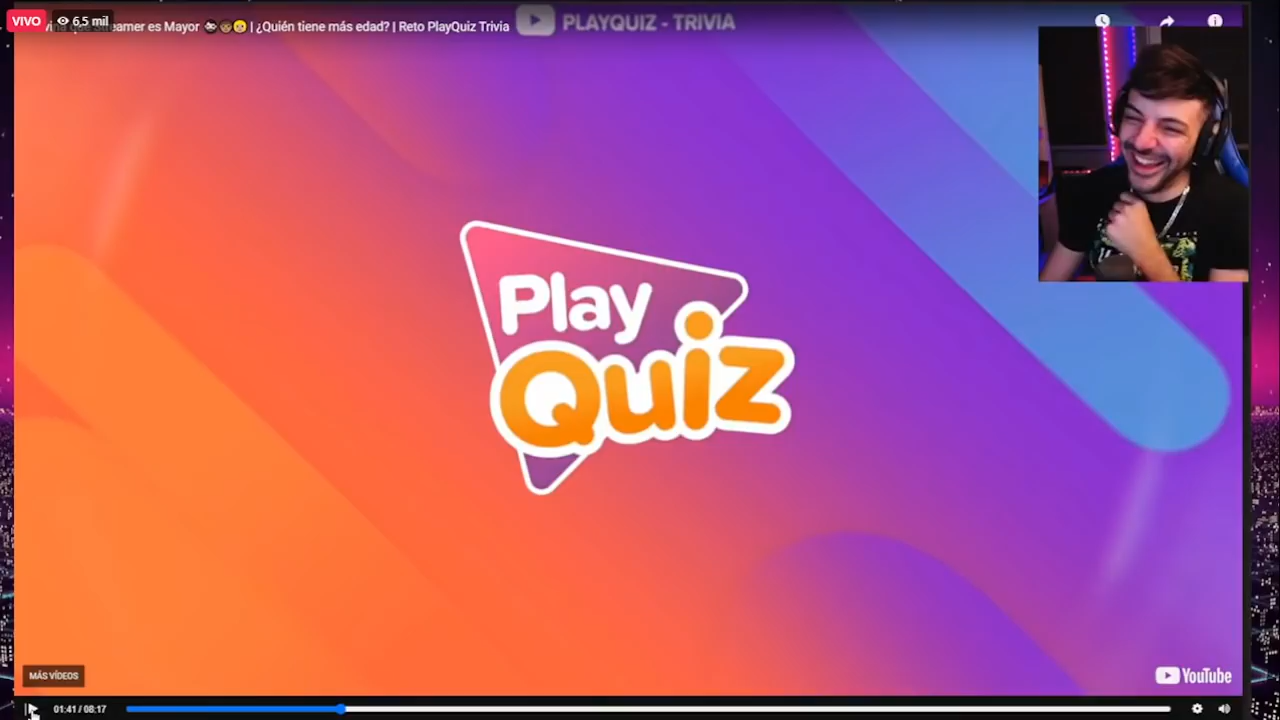 VIVO
6,5 mil
Streamer es Mayor | ¿Quién tiene más edad? | Reto PlayQuiz Trivia
PLAYQUIZ - TRIVIA
Play
Quiz
MÁS VÍDEOS
YouTube
01:41 / 08:17